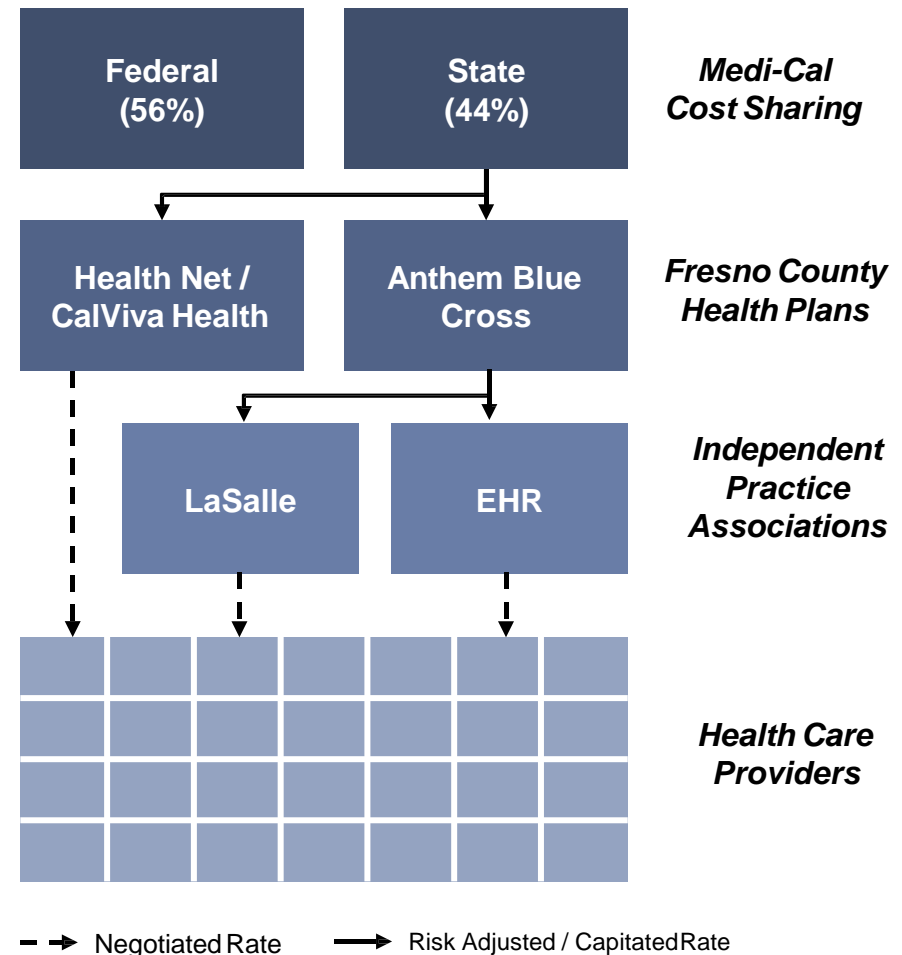 Federal
(56%)
State
(44%)
Medi-Cal
Cost Sharing
Health Net /
CalViva Health
Anthem Blue
Cross
Fresno County
Health Plans
LaSalle
EHR
Independent
Practice
Associations
Health Care
Providers
Negotiated Rate
Risk Adjusted / Capitated Rate